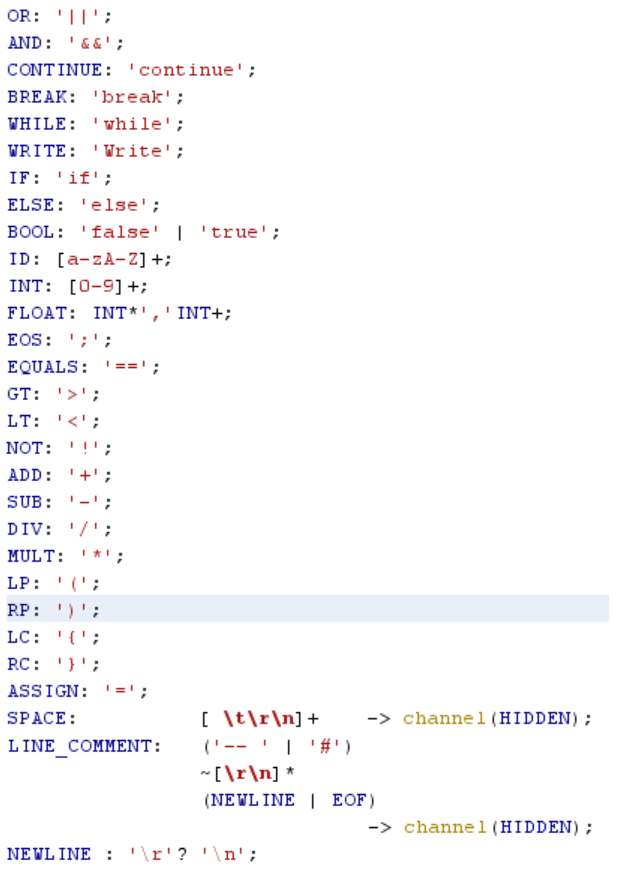 OR: '||';
AND: '&&';
CONTINUE: 'continue';
BREAK: 'break';
WHILE: 'while';
WRITE: 'Write';
IF: 'if';
ELSE: 'else';
BOOL: 'false' | 'true';
ID: [a-zA-Z]+;
INT: [0-9]+;
FLOAT: INT*','INT+;
EOS: ';';
EQUALS: '==';
GT: '>';
LT: '<';
NOT: '!';
ADD: '+';
SUB: '-';
DIV: '/';
MULT: '*';
LP: '(';
RP: ')';
LC: '{';
RC: '}';
ASSIGN: '=';
SPACE: [ \t\r\n]+ -> channel(HIDDEN);
LINE_COMMENT: ('-- ' | '#')
~[\r\n]*
(NEWLINE | EOF)
-> channel(HIDDEN);
NEWLINE : '\r'? '\n';